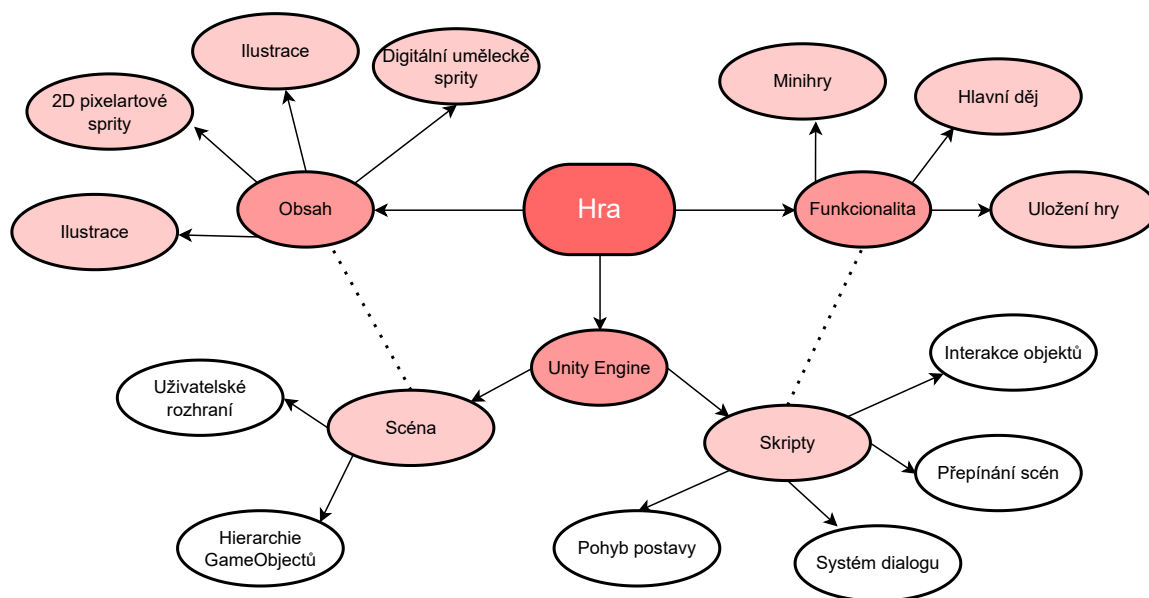 Ilustrace
Digitální umělecké
sprity
2D pixelartové
sprity
Minihry
Hlavní děj
Obsah
Hra
Funkcionalita
Uložení hry
Ilustrace
Unity Engine
Interakce objektů
Uživatelské
rozhraní
Scéna
Skripty
Přepínání scén
Hierarchie
GameObjectů
Pohyb postavy
Systém dialogu